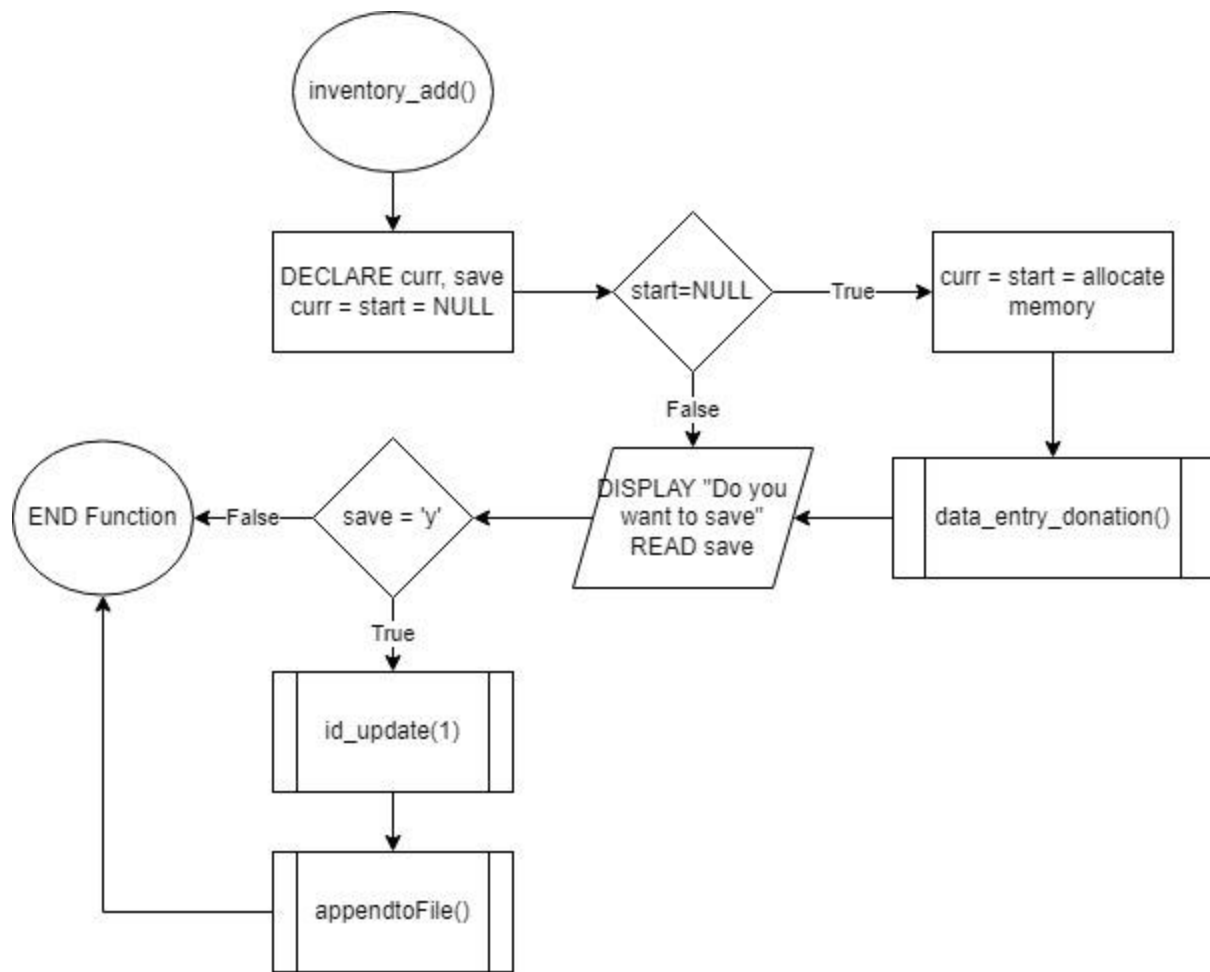 inventory_add()
DECLARE curr, save
curr = start = NULL
start=NULL
True
curr = start = allocate
memory
False
DISPLAY "Do you
want to save"
READ save
data_entry_donation()
save = 'y'
False
END Function
True
id_update(1)
appendtoFile()